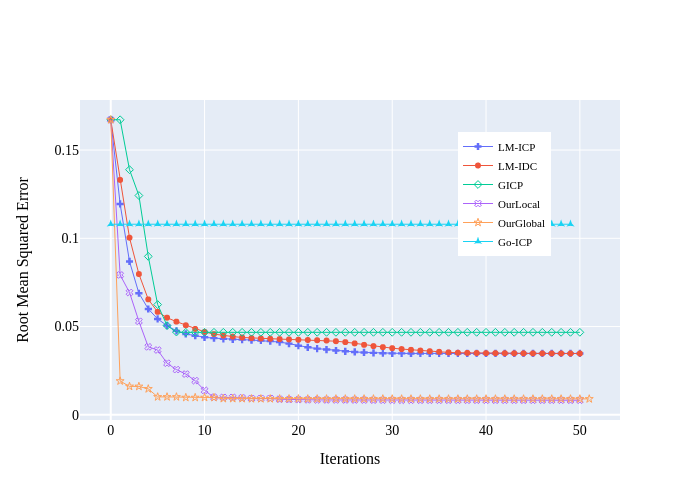 LM-ICP
LM-IDC
GICP
OurLocal
OurGlobal
Go-ICP
Root Mean Squared Error
0.15
0.1
0.05
0
0 10 20 30 40 50
Iterations